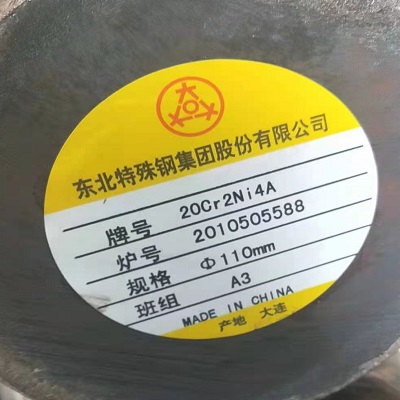 东北特殊钢集团股份有限公司
牌号 20Cr2Ni4A
炉号 2010505588
规格 Φ110mm
班组 A3
MADE IN CHINA
产地 大连